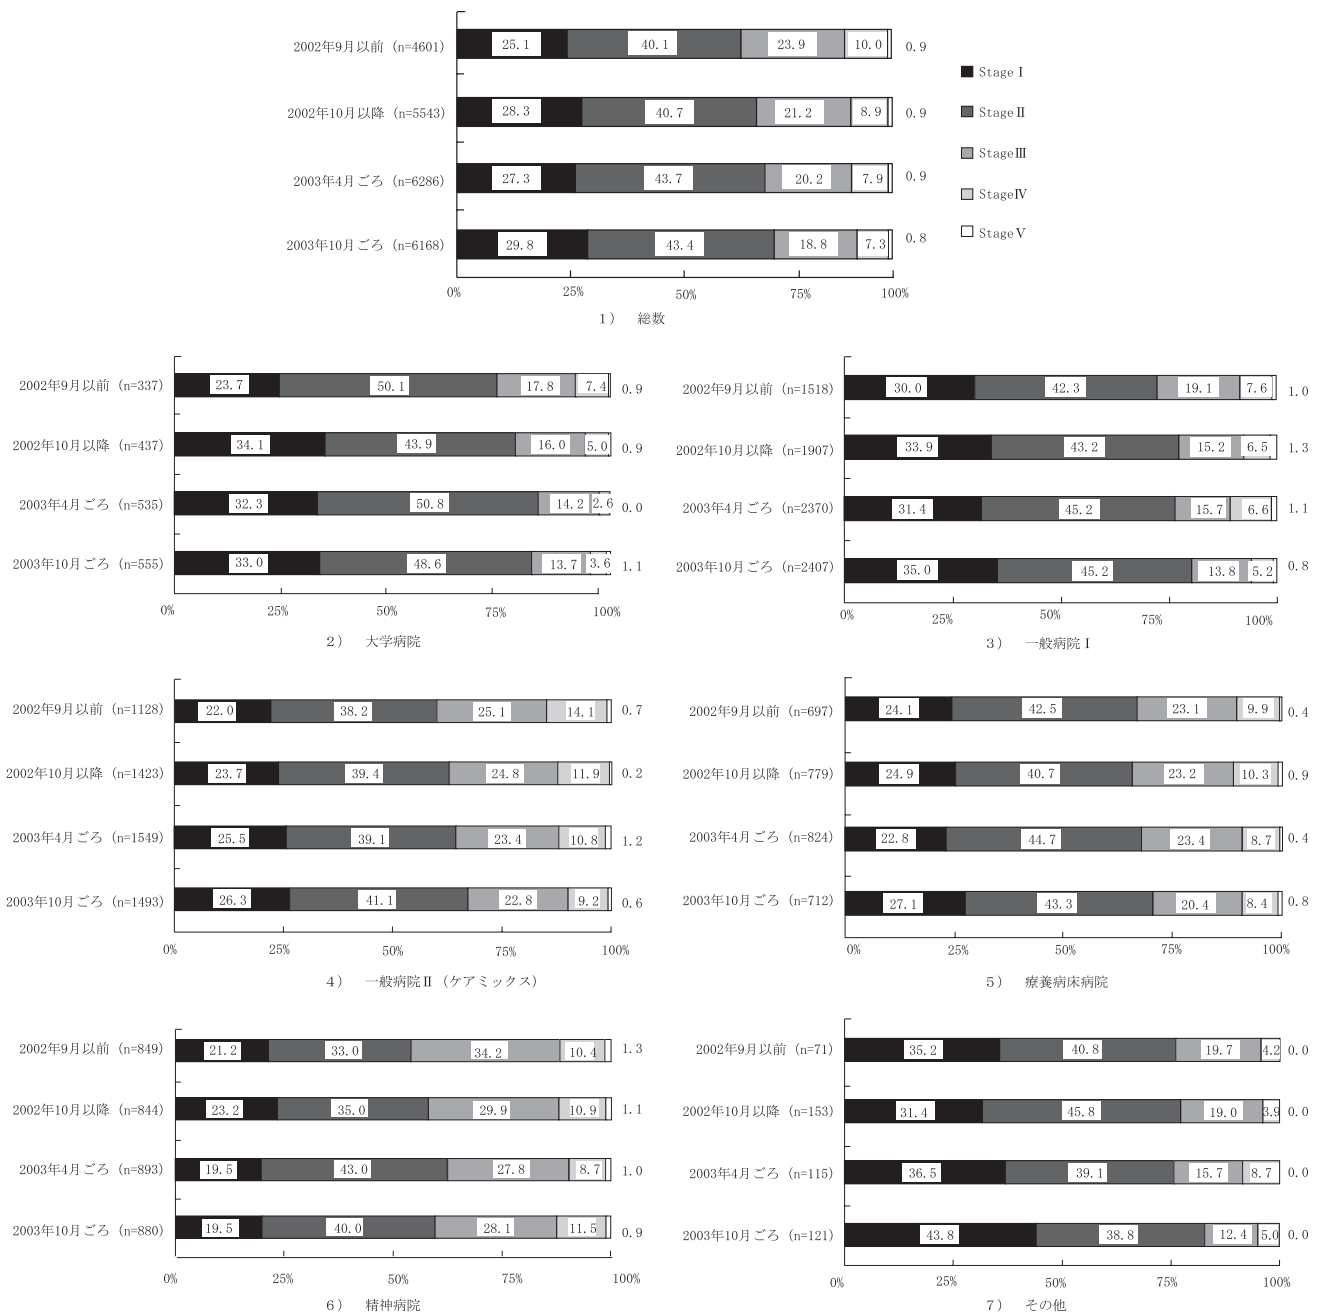 2002年9月以前 (n=4601) 25.1 40.1 23.9 10.0 0.9
2002年10月以降 (n=5543) 28.3 40.7 21.2 8.9 0.9
2003年4月ごろ (n=6286) 27.3 43.7 20.2 7.9 0.9
2003年10月ごろ (n=6168) 29.8 43.4 18.8 7.3 0.8
0% 25% 50% 75% 100%
StageⅠ
StageⅡ
StageⅢ
StageⅣ
StageⅤ
1) 総数
2002年9月以前 (n=337) 23.7 50.1 17.8 7.4 0.9
2002年10月以降 (n=437) 34.1 43.9 16.0 5.0 0.9
2003年4月ごろ (n=535) 32.3 50.8 14.2 2.6 0.0
2003年10月ごろ (n=555) 33.0 48.6 13.7 3.6 1.1
0% 25% 50% 75% 100%
2) 大学病院
2002年9月以前 (n=1518) 30.0 42.3 19.1 7.6 1.0
2002年10月以降 (n=1907) 33.9 43.2 15.2 6.5 1.3
2003年4月ごろ (n=2370) 31.4 45.2 15.7 6.6 1.1
2003年10月ごろ (n=2407) 35.0 45.2 13.8 5.2 0.8
0% 25% 50% 75% 100%
3) 一般病院Ⅰ
2002年9月以前 (n=1128) 22.0 38.2 25.1 14.1 0.7
2002年10月以降 (n=1423) 23.7 39.4 24.8 11.9 0.2
2003年4月ごろ (n=1549) 25.5 39.1 23.4 10.8 1.2
2003年10月ごろ (n=1493) 26.3 41.1 22.8 9.2 0.6
0% 25% 50% 75% 100%
4) 一般病院Ⅱ (ケアミックス)
2002年9月以前 (n=697) 24.1 42.5 23.1 9.9 0.4
2002年10月以降 (n=779) 24.9 40.7 23.2 10.3 0.9
2003年4月ごろ (n=824) 22.8 44.7 23.4 8.7 0.4
2003年10月ごろ (n=712) 27.1 43.3 20.4 8.4 0.8
0% 25% 50% 75% 100%
5) 療養病床病院
2002年9月以前 (n=849) 21.2 33.0 34.2 10.4 1.3
2002年10月以降 (n=844) 23.2 35.0 29.9 10.9 1.1
2003年4月ごろ (n=893) 19.5 43.0 27.8 8.7 1.0
2003年10月ごろ (n=880) 19.5 40.0 28.1 11.5 0.9
0% 25% 50% 75% 100%
6) 精神病院
2002年9月以前 (n=71) 35.2 40.8 19.7 4.2 0.0
2002年10月以降 (n=153) 31.4 45.8 19.0 3.9 0.0
2003年4月ごろ (n=115) 36.5 39.1 15.7 8.7 0.0
2003年10月ごろ (n=121) 43.8 38.8 12.4 5.0 0.0
0% 25% 50% 75% 100%
7) その他